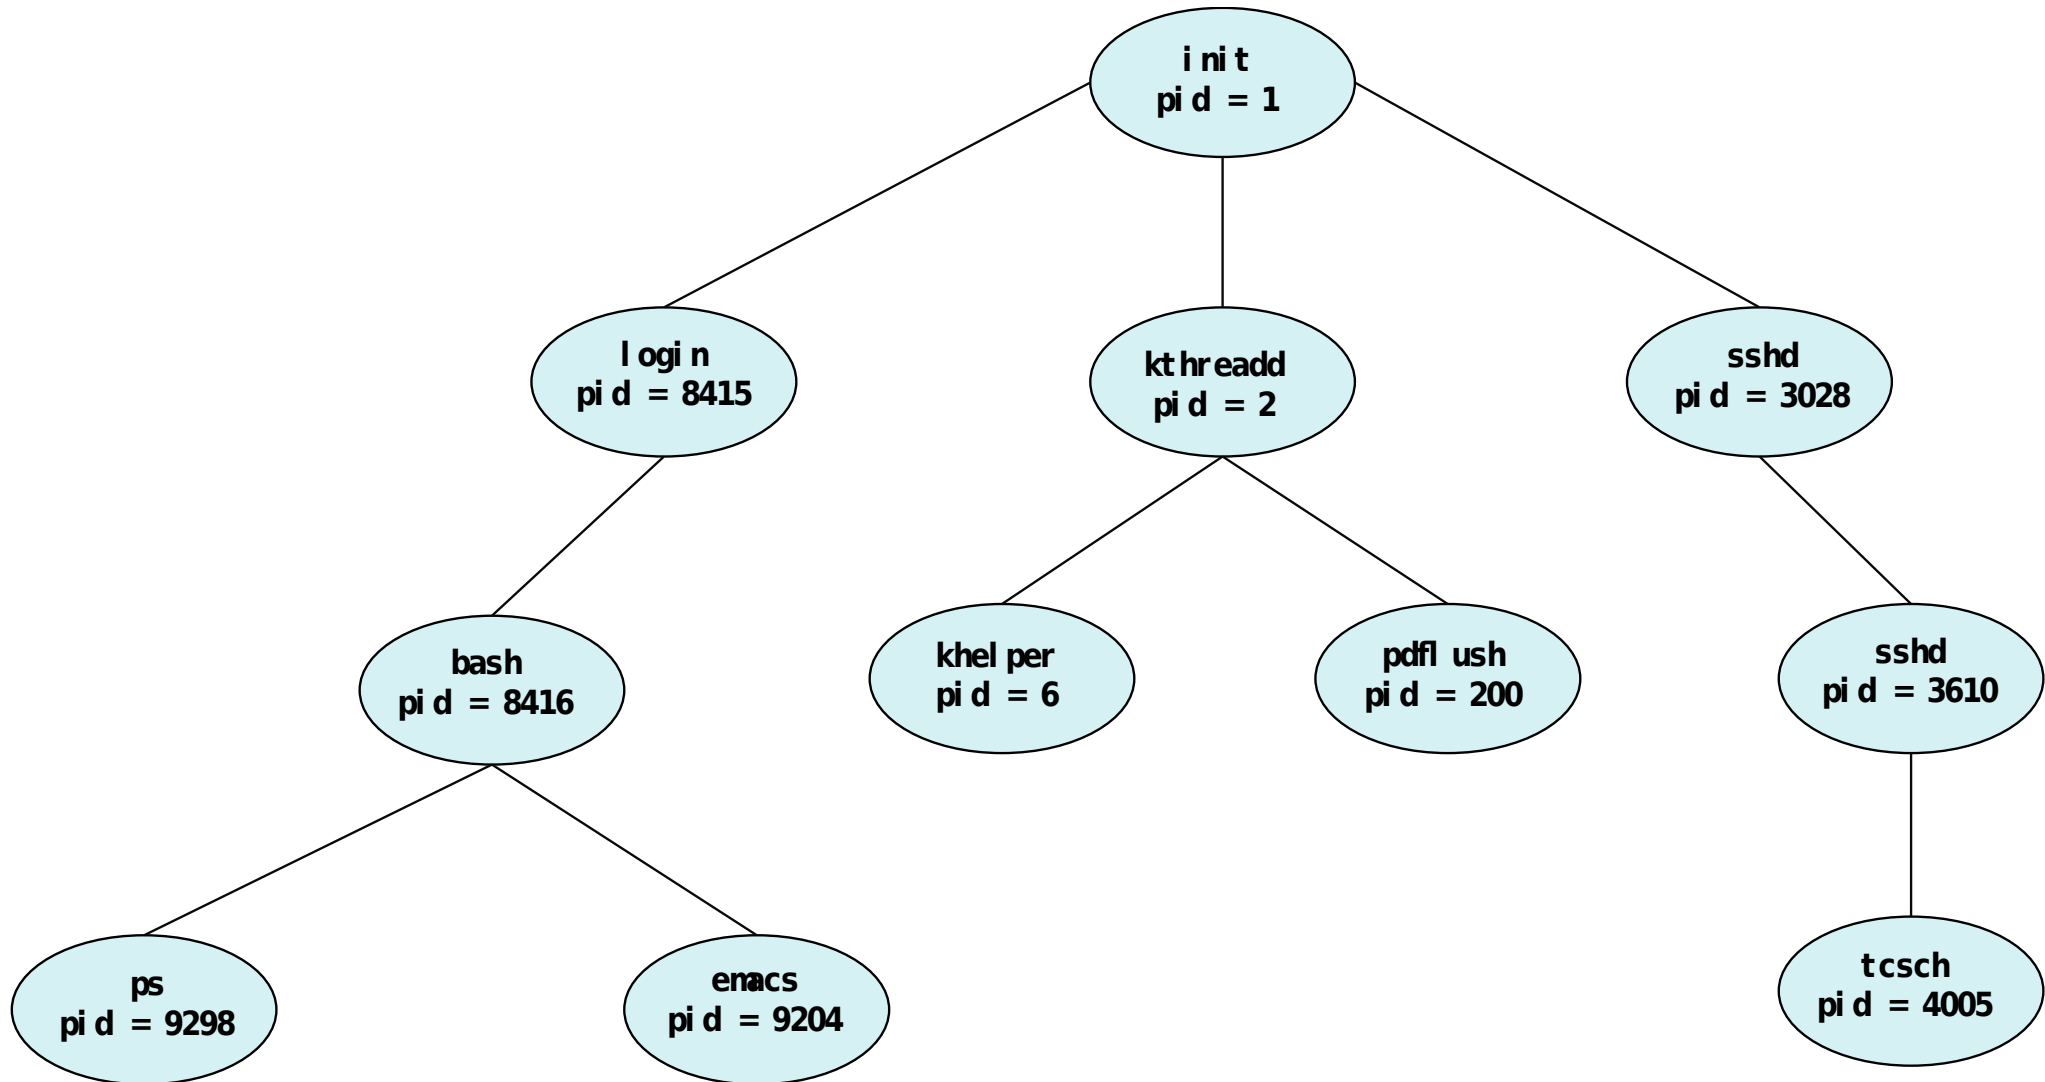 init
pid = 1
login
pid = 8415
kthreadd
pid = 2
sshd
pid = 3028
bash
pid = 8416
khelper
pid = 6
pdflush
pid = 200
sshd
pid = 3610
ps
pid = 9298
emacs
pid = 9204
tcsch
pid = 4005